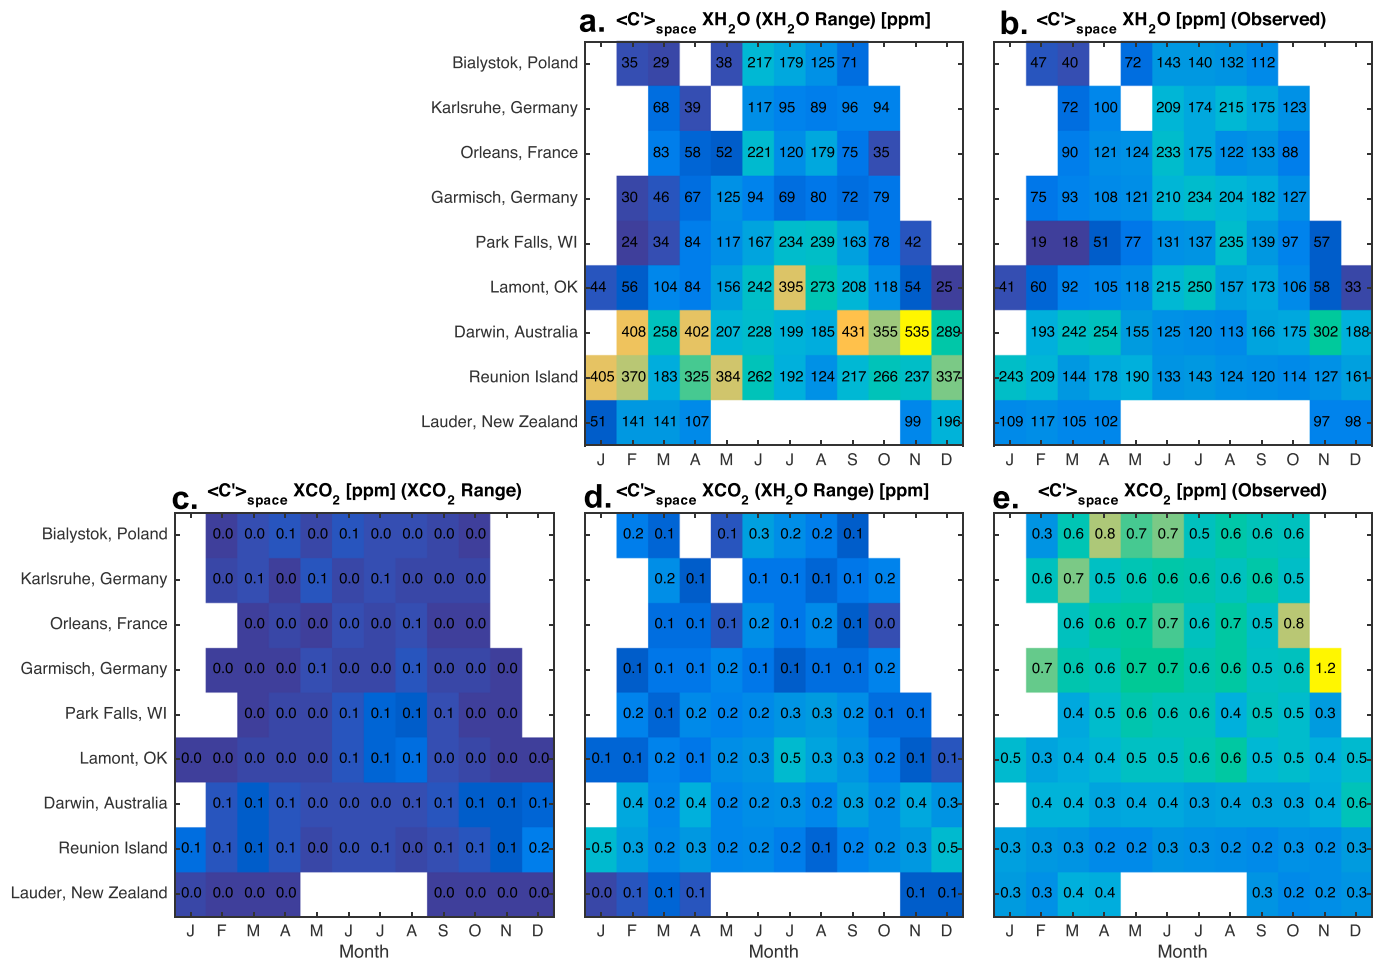 a. <C'>space XH2O (XH2O Range) [ppm]
b. <C'>space XH2O [ppm] (Observed)
Bialystok, Poland 35 29 38 217 179 125 71 47 40 72 143 140 132 112
Karlsruhe, Germany 68 39 117 95 89 96 94 72 100 209 174 215 175 123
Orleans, France 83 58 52 221 120 179 75 35 90 121 124 233 175 122 133 88
Garmisch, Germany 30 46 67 125 94 69 80 72 79 75 93 108 121 210 234 204 182 127
Park Falls, WI 24 34 84 117 167 234 239 163 78 42 19 18 51 77 131 137 235 139 97 57
Lamont, OK 44 56 104 84 156 242 395 273 208 118 54 25 41 60 92 105 118 215 250 157 173 106 58 33
Darwin, Australia 408 258 402 207 228 199 185 431 355 535 289 193 242 254 155 125 120 113 166 175 302 188
Reunion Island 405 370 183 325 384 262 192 124 217 266 237 337 243 209 144 178 190 133 143 124 120 114 127 161
Lauder, New Zealand 51 141 141 107 99 196 109 117 105 102 97 98
J F M A M J J A S O N D J F M A M J J A S O N D
c. <C'>space XCO2 [ppm] (XCO2 Range)
d. <C'>space XCO2 (XH2O Range) [ppm]
e. <C'>space XCO2 [ppm] (Observed)
Bialystok, Poland 0.0 0.0 0.1 0.0 0.1 0.0 0.0 0.0 0.0 0.2 0.2 0.1 0.3 0.2 0.2 0.1 0.3 0.6 0.8 0.7 0.7 0.5 0.6 0.6 0.6
Karlsruhe, Germany 0.0 0.1 0.0 0.1 0.0 0.1 0.0 0.0 0.0 0.2 0.1 0.1 0.1 0.1 0.1 0.2 0.6 0.7 0.5 0.6 0.6 0.6 0.6 0.6 0.5
Orleans, France 0.0 0.0 0.0 0.0 0.0 0.1 0.0 0.0 0.1 0.1 0.1 0.2 0.1 0.2 0.1 0.0 0.6 0.6 0.7 0.7 0.6 0.7 0.5 0.8
Garmisch, Germany 0.0 0.0 0.0 0.1 0.0 0.0 0.1 0.0 0.0 0.0 0.1 0.1 0.1 0.2 0.1 0.1 0.1 0.1 0.2 0.7 0.6 0.6 0.7 0.7 0.6 0.6 0.5 0.6 1.2
Park Falls, WI 0.0 0.0 0.0 0.1 0.1 0.1 0.1 0.0 0.0 0.2 0.1 0.2 0.2 0.2 0.3 0.3 0.2 0.1 0.1 0.4 0.5 0.6 0.6 0.6 0.4 0.5 0.5 0.3
Lamont, OK 0.0 0.0 0.0 0.0 0.0 0.1 0.1 0.1 0.0 0.0 0.0 0.0 0.1 0.1 0.2 0.1 0.2 0.3 0.5 0.3 0.3 0.2 0.1 0.1 0.5 0.3 0.4 0.4 0.5 0.5 0.6 0.6 0.5 0.5 0.4 0.5
Darwin, Australia 0.1 0.1 0.1 0.0 0.0 0.0 0.1 0.1 0.1 0.1 0.1 0.4 0.2 0.4 0.2 0.2 0.3 0.2 0.3 0.2 0.4 0.3 0.4 0.4 0.3 0.4 0.3 0.4 0.4 0.3 0.3 0.4 0.6
Reunion Island 0.1 0.1 0.1 0.1 0.0 0.0 0.1 0.0 0.1 0.1 0.1 0.2 0.5 0.3 0.2 0.3 0.2 0.2 0.2 0.1 0.2 0.2 0.3 0.5 0.3 0.3 0.3 0.2 0.2 0.3 0.2 0.2 0.2 0.3 0.2 0.3
Lauder, New Zealand 0.0 0.0 0.0 0.0 0.0 0.0 0.0 0.0 0.0 0.1 0.1 0.1 0.1 0.1 0.3 0.3 0.4 0.4 0.3 0.2 0.2 0.3
J F M A M J J A S O N D J F M A M J J A S O N D J F M A M J J A S O N D
Month Month Month